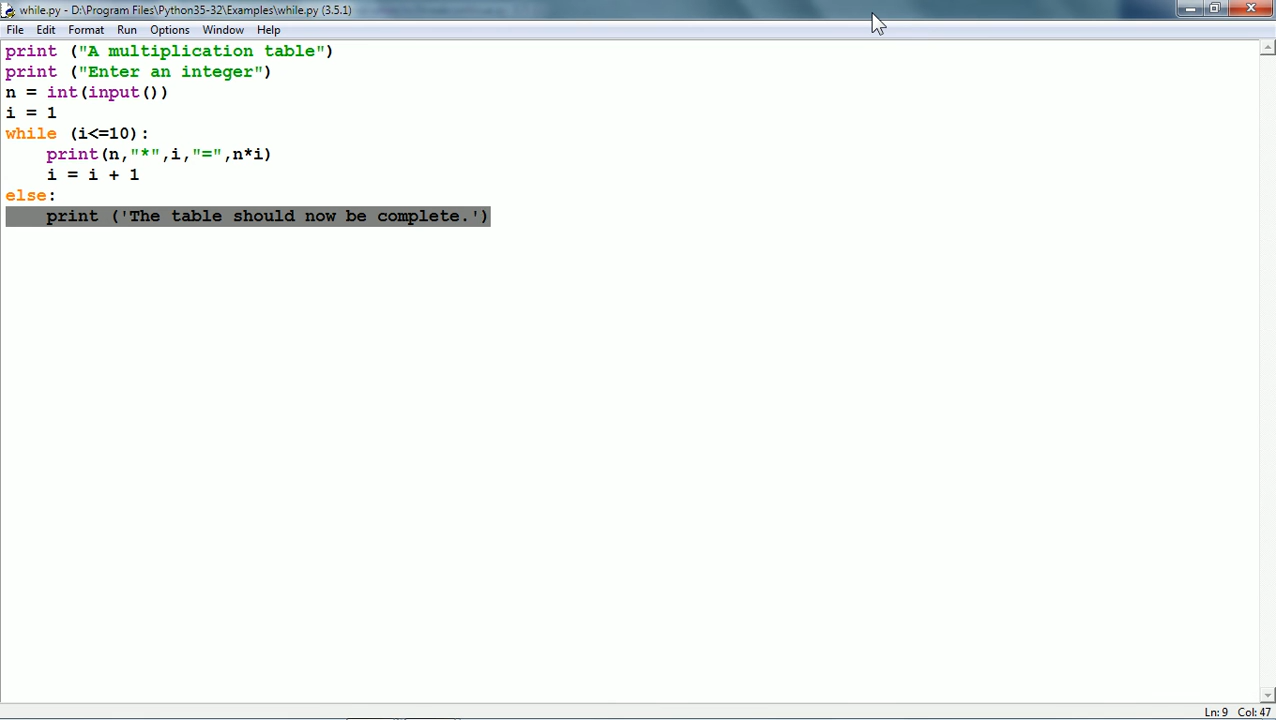 while.py - D:\Program Files\Python35-32\Examples\while.py (3.5.1)
File Edit Format Run Options Window Help
print ("A multiplication table")
print ("Enter an integer")
n = int(input())
i = 1
while (i<=10):
    print(n,"*",i,"=",n*i)
    i = i + 1
else:
    print ('The table should now be complete.')
Ln: 9 Col: 47